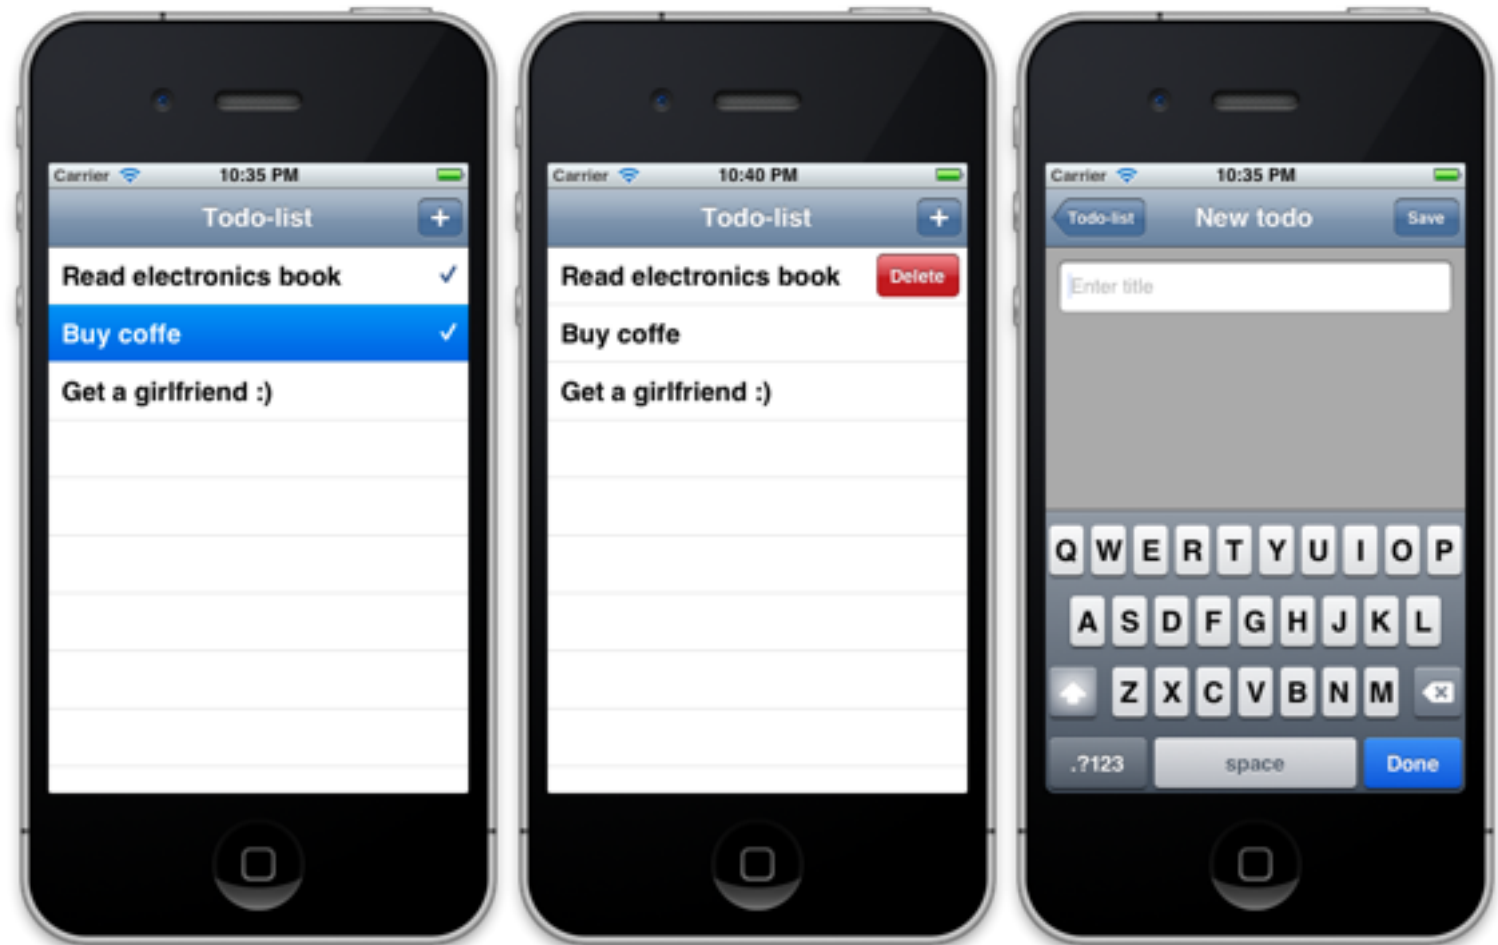 Carrier 10:35 PM
Todo-list +
Read electronics book
Buy coffe
Get a girlfriend :)
Carrier 10:40 PM
Todo-list +
Read electronics book Delete
Buy coffe
Get a girlfriend :)
Carrier 10:35 PM
Todo-list New todo Save
Enter title
Q W E R T Y U I O P
A S D F G H J K L
Z X C V B N M
.?123 space Done